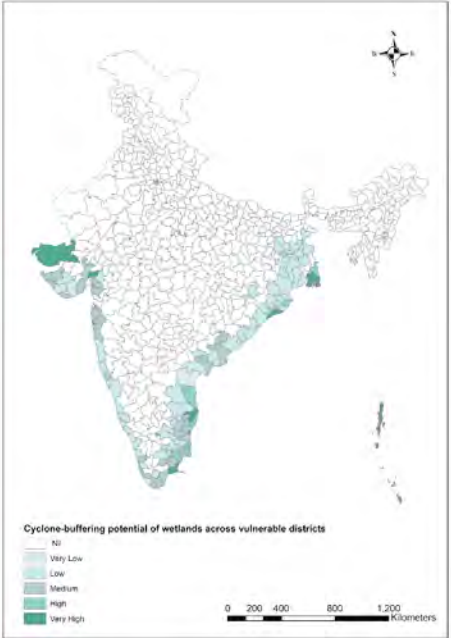 N
Cyclone-buffering potential of wetlands across vulnerable districts
Nil
Very Low
Low
Medium
High
Very High
0 200 400 800 1,200
Kilometers